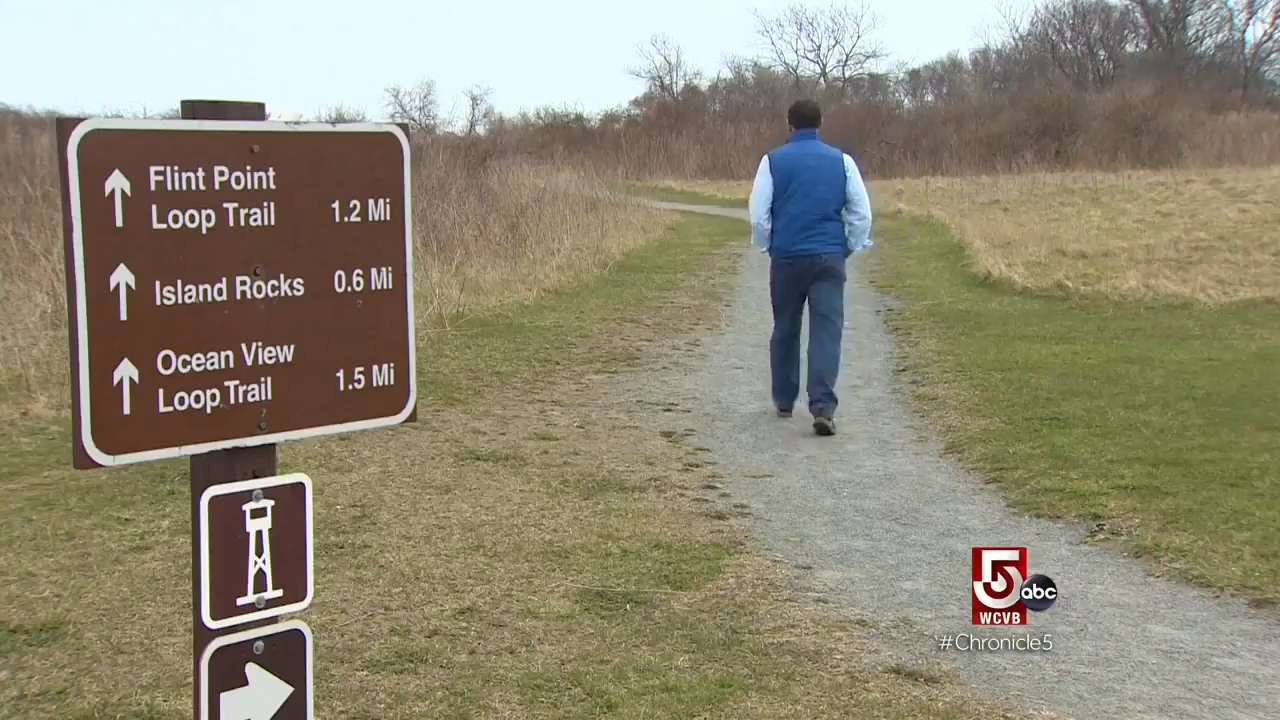 Flint Point
Loop Trail 1.2 Mi
Island Rocks 0.6 Mi
Ocean View
Loop Trail 1.5 Mi
5
abc
WCVB
#Chronicle5